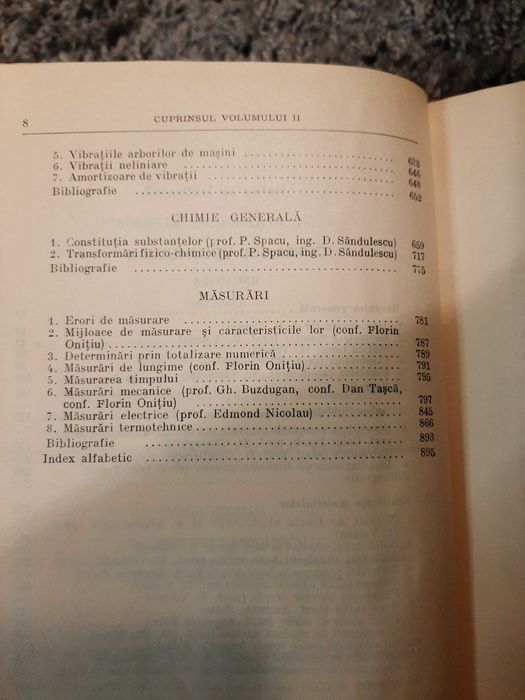 8 CUPRINSUL VOLUMULUI II
5. Vibrațiile arborilor de mașini 632
6. Vibrații neliniare 646
7. Amortizoare de vibrații 648
Bibliografie 652
CHIMIE GENERALĂ
1. Constituția substanțelor (prof. P. Spacu, ing. D. Săndulescu) 659
2. Transformări fizico-chimice (prof. P. Spacu, ing. D. Săndulescu) 717
Bibliografie 775
MĂSURĂRI
1. Erori de măsurare 781
2. Mijloace de măsurare și caracteristicile lor (conf. Florin
Onițiu) 787
3. Determinări prin totalizare numerică 789
4. Măsurări de lungime (conf. Florin Onițiu) 791
5. Măsurarea timpului 795
6. Măsurări mecanice (prof. Gh. Buzdugan, conf. Dan Tașcă,
conf. Florin Onițiu) 797
7. Măsurări electrice (prof. Edmond Nicolau) 845
8. Măsurări termotehnice 866
Bibliografie 893
Index alfabetic 895